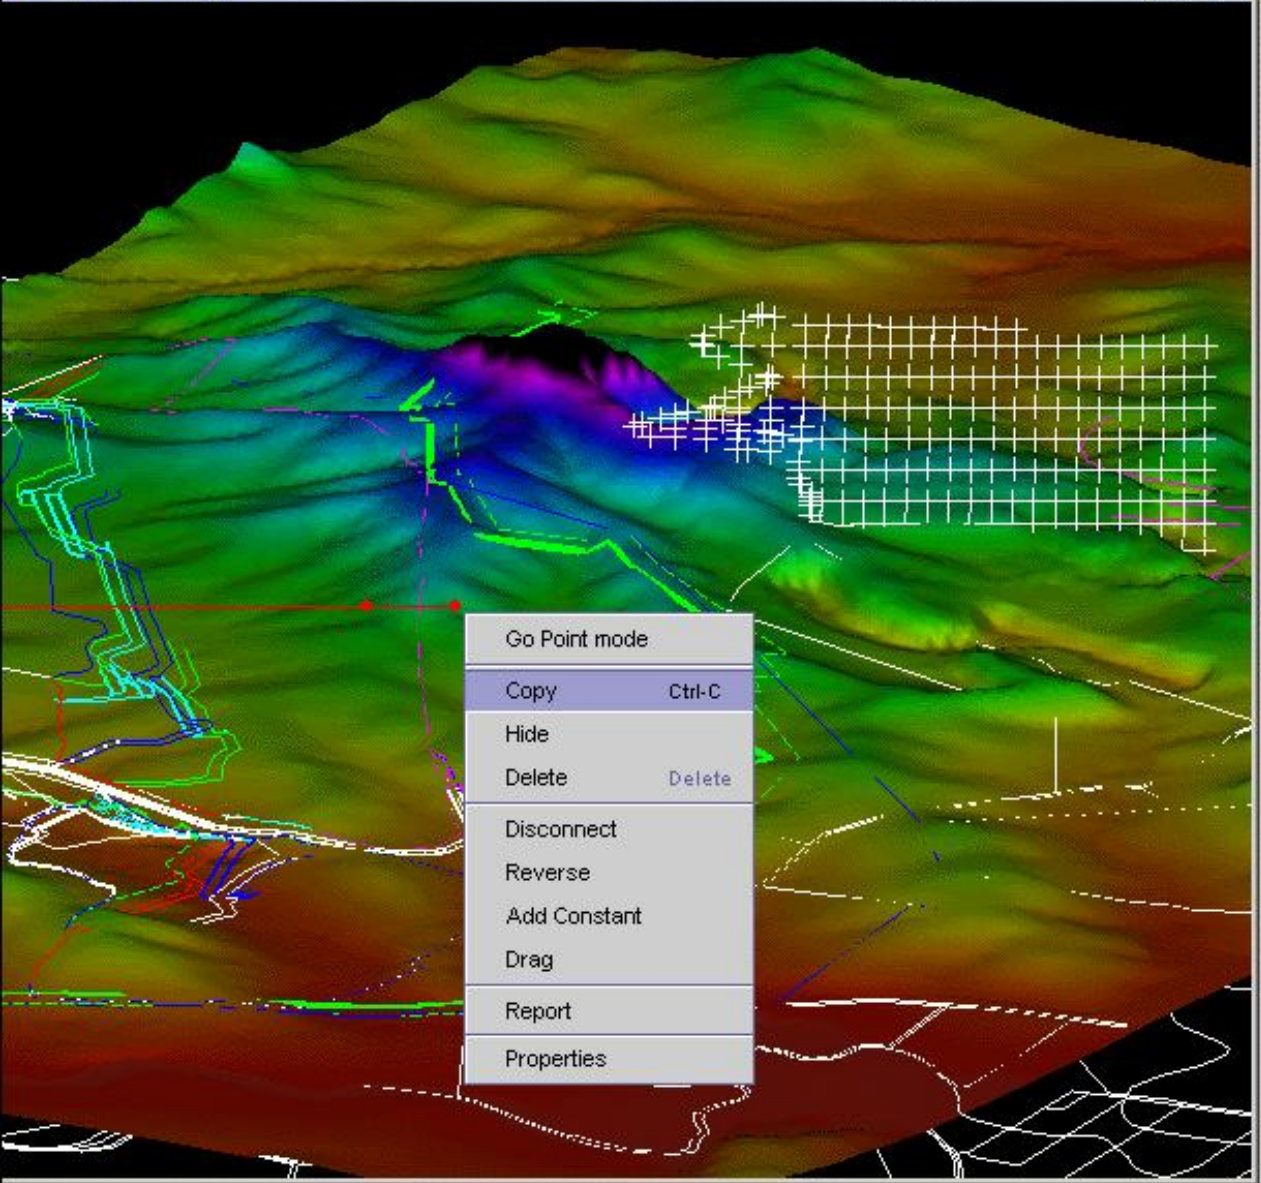 Go Point mode
Copy Ctrl-C
Hide
Delete Delete
Disconnect
Reverse
Add Constant
Drag
Report
Properties